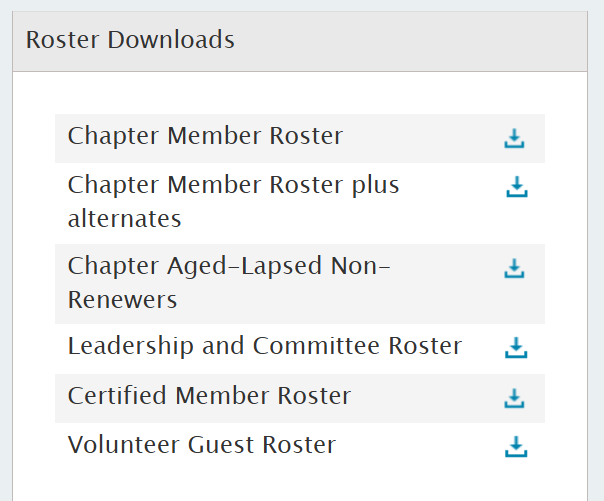 Roster Downloads
Chapter Member Roster
Chapter Member Roster plus
alternates
Chapter Aged-Lapsed Non-
Renewers
Leadership and Committee Roster
Certified Member Roster
Volunteer Guest Roster